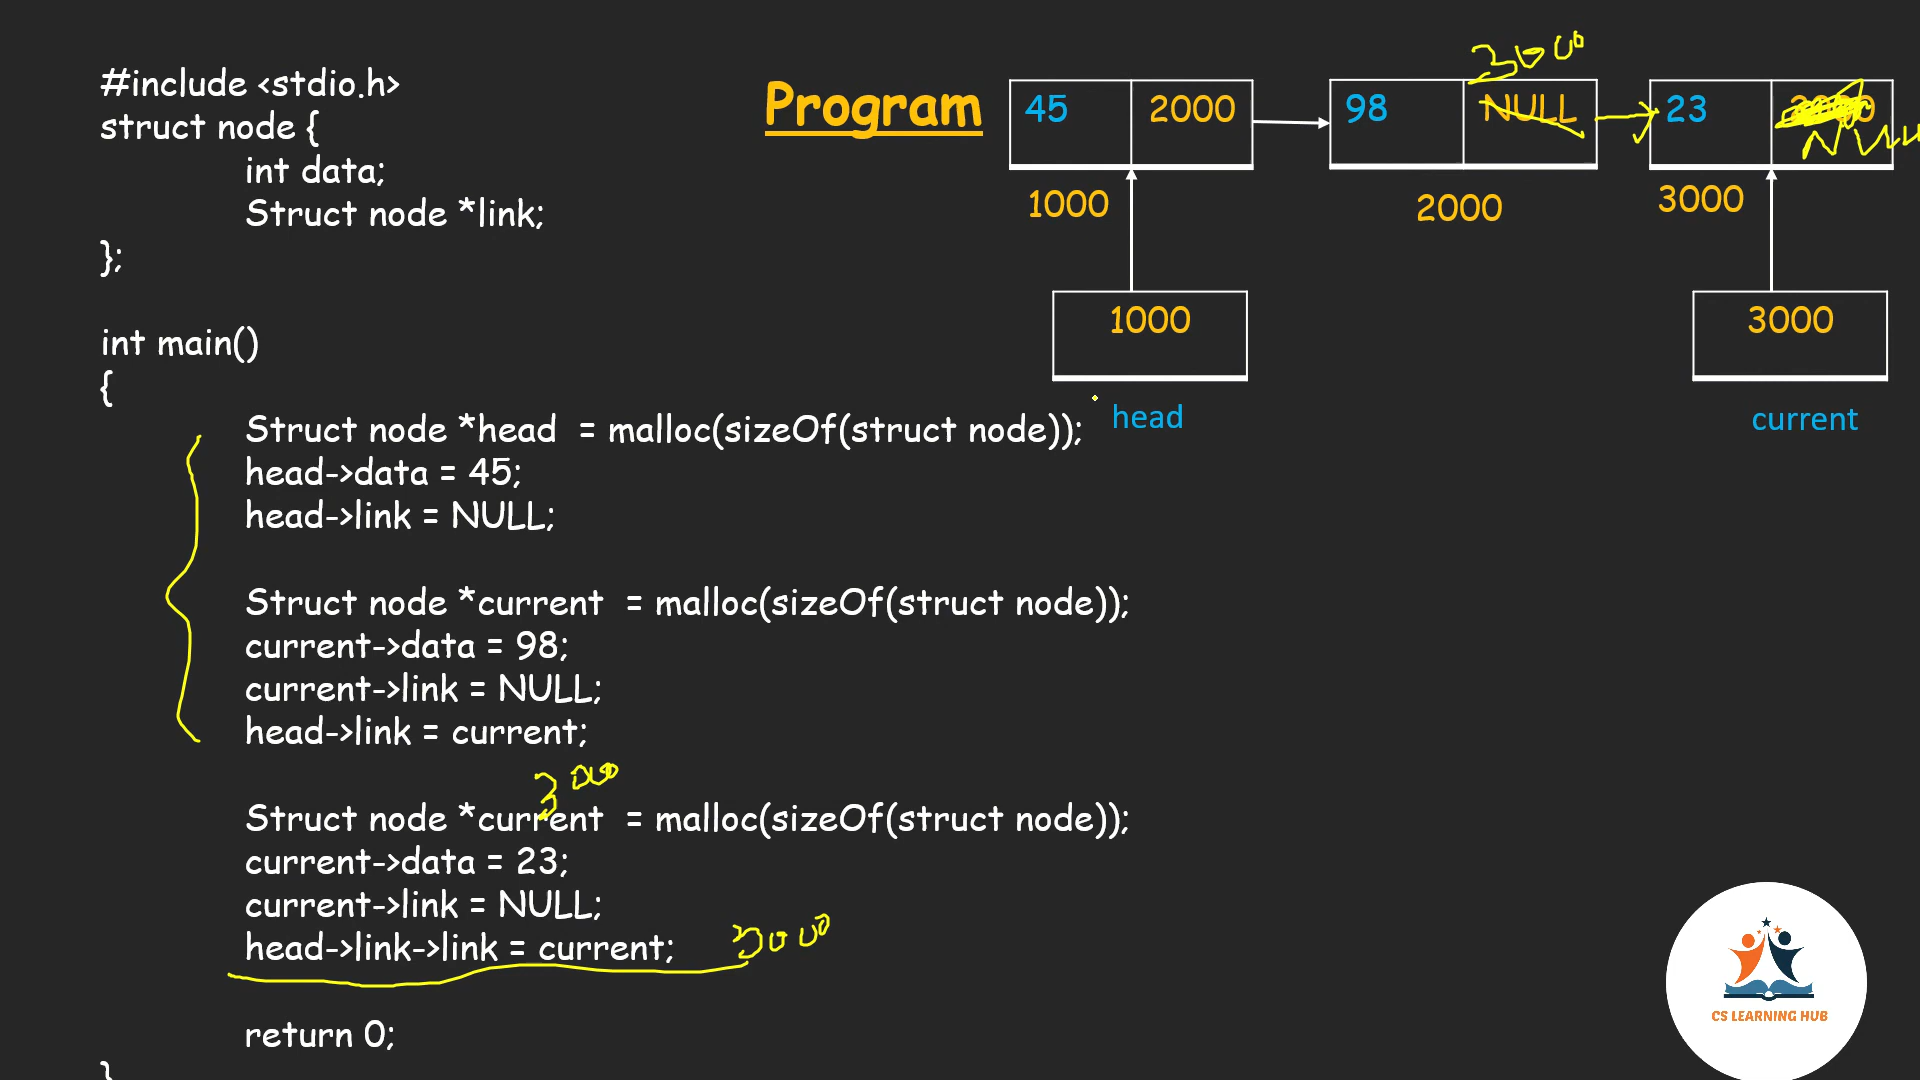 #include <stdio.h>
struct node {
int data;
Struct node *link;
};
int main()
{
Struct node *head = malloc(sizeOf(struct node));
head->data = 45;
head->link = NULL;
Struct node *current = malloc(sizeOf(struct node));
current->data = 98;
current->link = NULL;
head->link = current;
3000
Struct node *current = malloc(sizeOf(struct node));
current->data = 23;
current->link = NULL;
head->link->link = current; 3000
return 0;
}
Program
3000
45 2000 98 NULL 23
1000 2000 3000
1000 3000
head current
CS LEARNING HUB